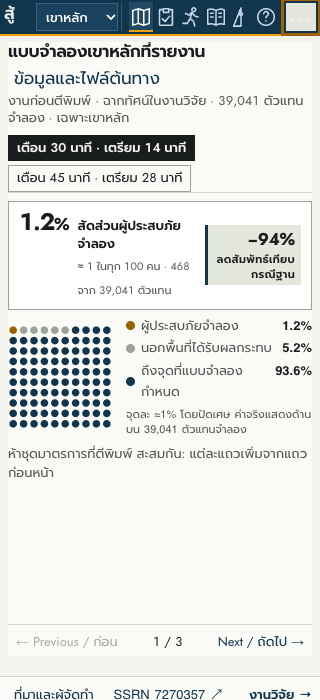 สู้
เขาหลัก
แบบจำลองเขาหลักที่รายงาน
ข้อมูลและไฟล์ต้นทาง
งานก่อนตีพิมพ์ · ฉากทัศน์ในงานวิจัย · 39,041 ตัวแทน
จำลอง · เฉพาะเขาหลัก
เตือน 30 นาที · เตรียม 14 นาที
เตือน 45 นาที · เตรียม 28 นาที
1.2% สัดส่วนผู้ประสบภัย
จำลอง
≈ 1 ในทุก 100 คน · 468
จาก 39,041 ตัวแทน
−94%
ลดสัมพัทธ์เทียบ
กรณีฐาน
ผู้ประสบภัยจำลอง 1.2%
นอกพื้นที่ได้รับผลกระทบ 5.2%
ถึงจุดที่แบบจำลอง 93.6%
กำหนด
จุดละ ≈1% โดยปัดเศษ ค่าจริงแสดงด้าน
บน 39,041 ตัวแทนจำลอง
ห้าชุดมาตรการที่ตีพิมพ์ สะสมกัน: แต่ละแถวเพิ่มจากแถว
ก่อนหน้า
← Previous / ก่อน 1 / 3 Next / ถัดไป →
ที่มาและผู้จัดทำ SSRN 7270357 ↗ งานวิจัย →